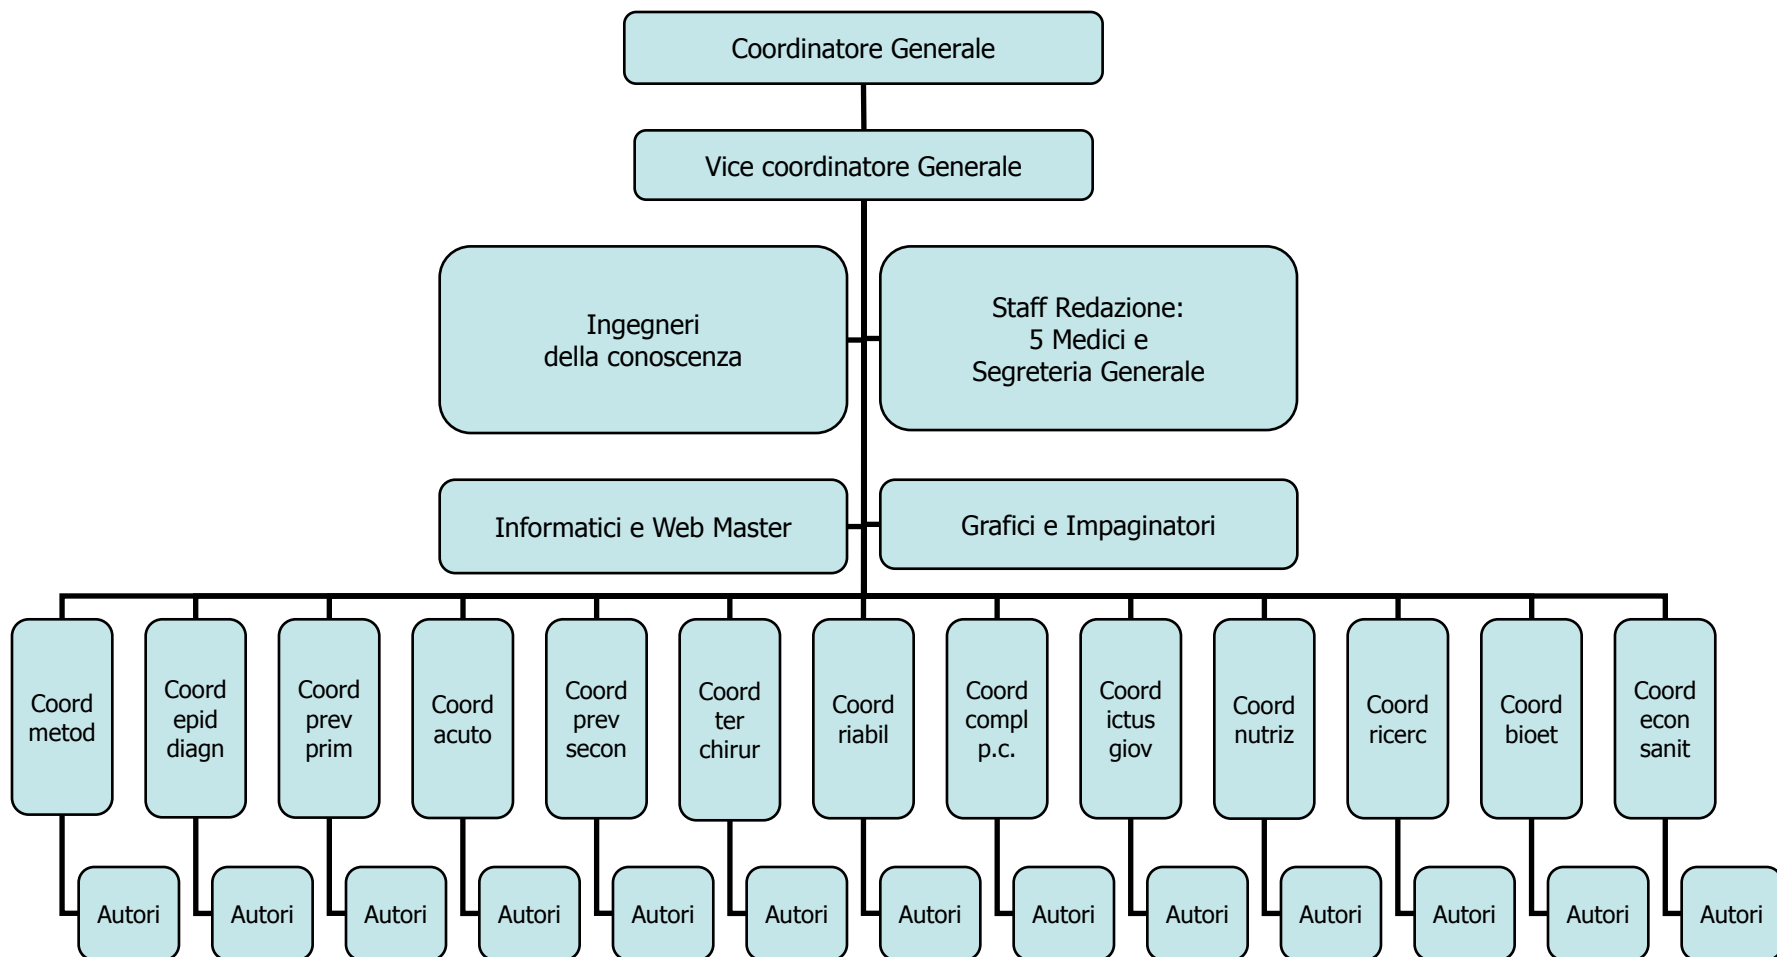 Coordinatore Generale
Vice coordinatore Generale
Ingegneri
della conoscenza
Staff Redazione:
5 Medici e
Segreteria Generale
Informatici e Web Master
Grafici e Impaginatori
Coord
metod
Coord
epid
diagn
Coord
prev
prim
Coord
acuto
Coord
prev
secon
Coord
ter
chirur
Coord
riabil
Coord
compl
p.c.
Coord
ictus
giov
Coord
nutriz
Coord
ricerc
Coord
bioet
Coord
econ
sanit
Autori
Autori
Autori
Autori
Autori
Autori
Autori
Autori
Autori
Autori
Autori
Autori
Autori